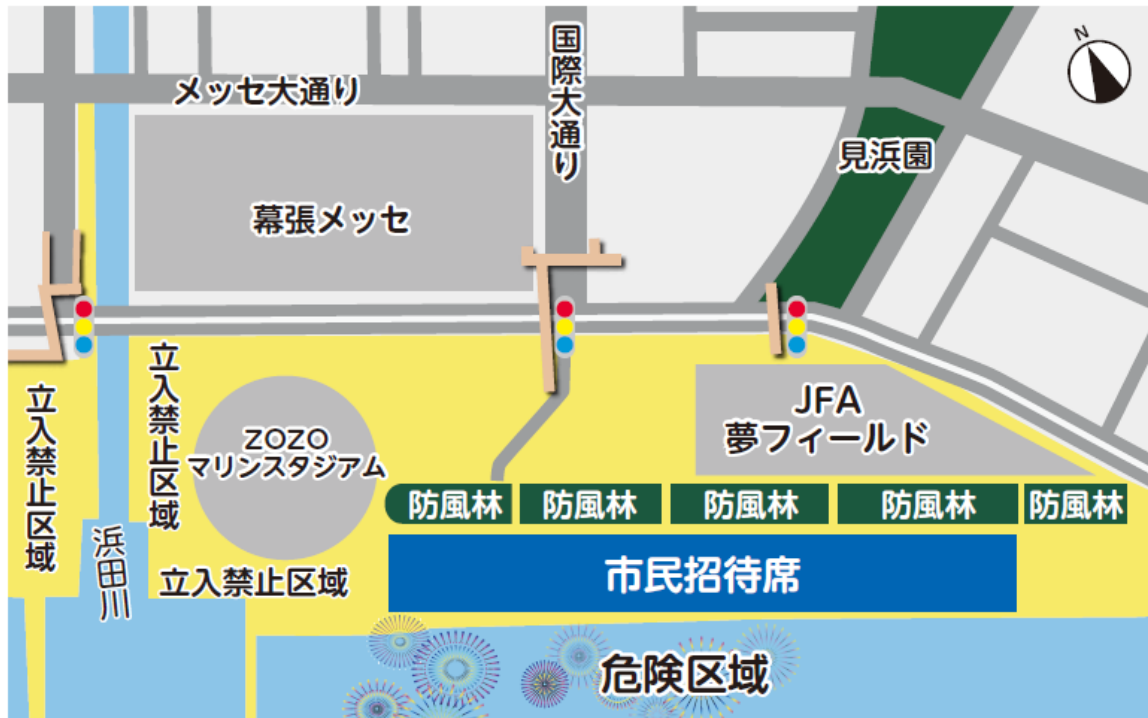 N
国際大通り
メッセ大通り
見浜園
幕張メッセ
立入禁止区域
立入禁止区域
ZOZO
マリンスタジアム
JFA
夢フィールド
防風林
防風林
防風林
防風林
防風林
浜田川
立入禁止区域
市民招待席
危険区域